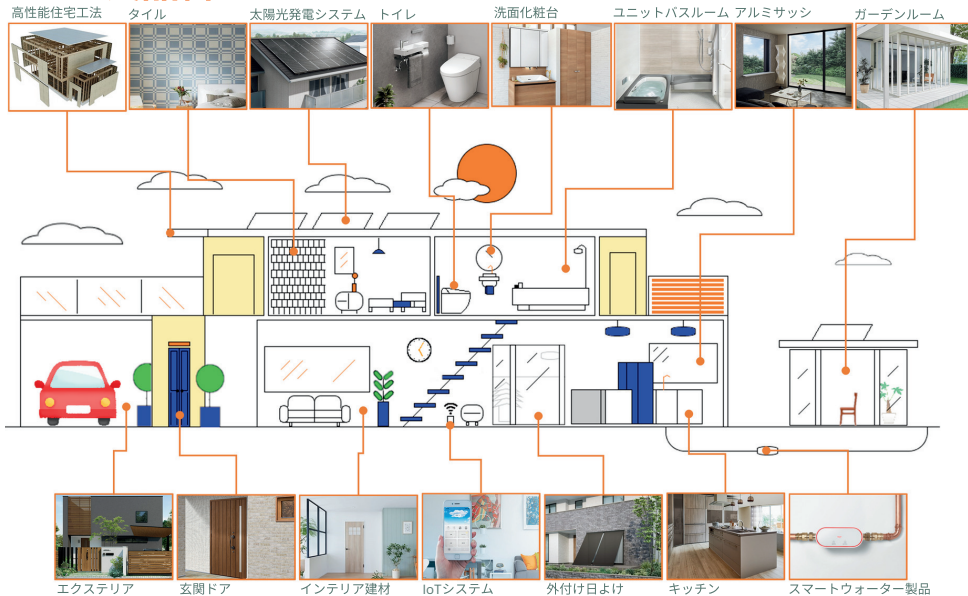 高性能住宅工法
タイル
太陽光発電システム
トイレ
洗面化粧台
ユニットバスルーム
アルミサッシ
ガーデンルーム
エクステリア
玄関ドア
インテリア建材
IoTシステム
外付け日よけ
キッチン
スマートウォーター製品